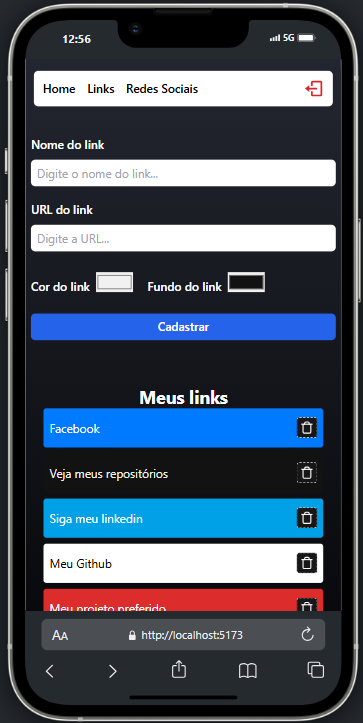 12:56 5G
Home Links Redes Sociais
Nome do link
Digite o nome do link...
URL do link
Digite a URL...
Cor do link Fundo do link
Cadastrar
Meus links
Facebook
Veja meus repositórios
Siga meu linkedin
Meu Github
Meu projeto preferido
AA http://localhost:5173